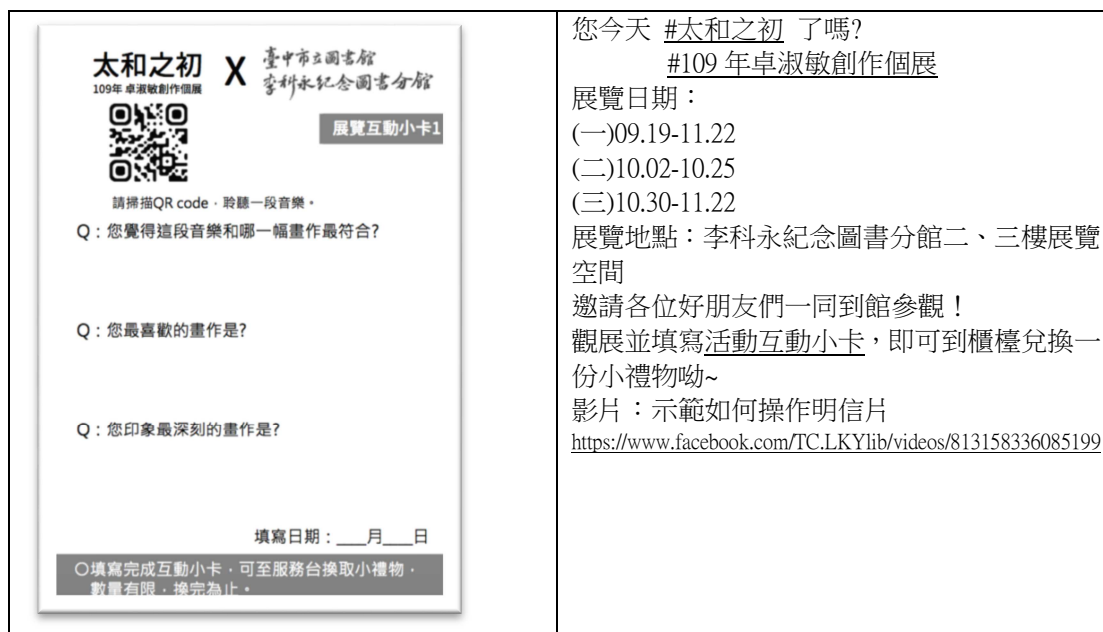 太和之初
109年 卓淑敏創作個展
X
臺中市立圖書館
李科永紀念圖書分館
展覽互動小卡1
請掃描QR code，聆聽一段音樂。
Q：您覺得這段音樂和哪一幅畫作最符合?
Q：您最喜歡的畫作是?
Q：您印象最深刻的畫作是?
填寫日期：___月___日
○填寫完成互動小卡，可至服務台換取小禮物，
數量有限，換完為止。
您今天 #太和之初 了嗎?
#109 年卓淑敏創作個展
展覽日期：
(一)09.19-11.22
(二)10.02-10.25
(三)10.30-11.22
展覽地點：李科永紀念圖書分館二、三樓展覽
空間
邀請各位好朋友們一同到館參觀！
觀展並填寫活動互動小卡，即可到櫃檯兌換一
份小禮物呦~
影片：示範如何操作明信片
https://www.facebook.com/TC.LKYlib/videos/813158336085199